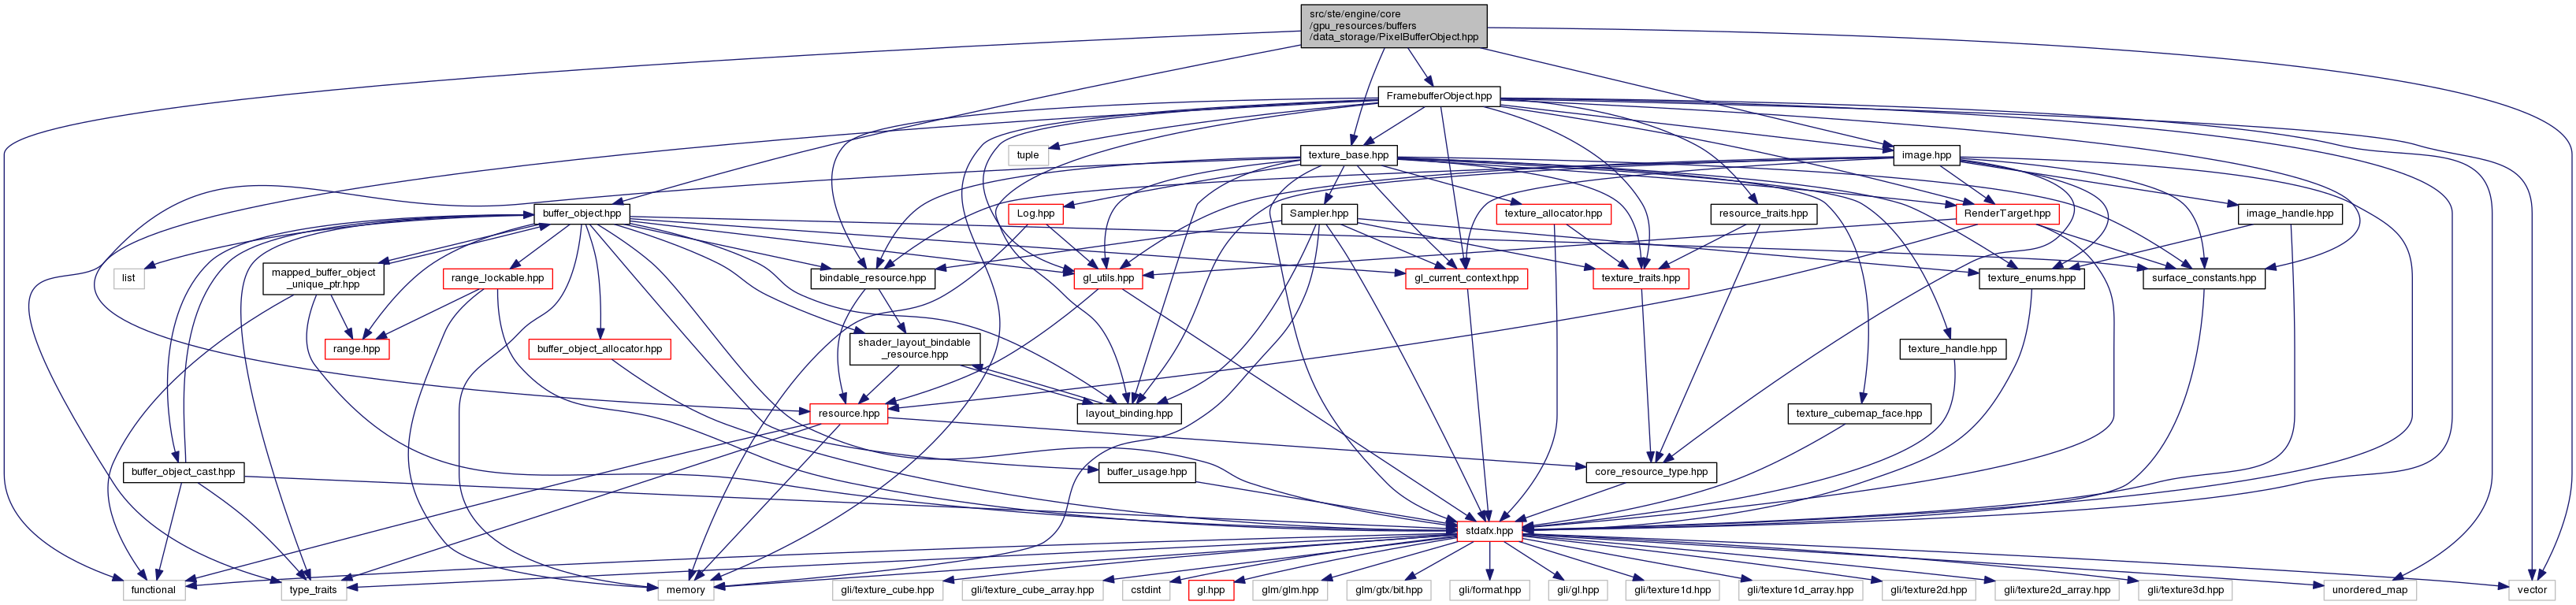 src/ste/engine/core
/gpu_resources/buffers
/data_storage/PixelBufferObject.hpp
FramebufferObject.hpp
tuple
texture_base.hpp
image.hpp
buffer_object.hpp
Log.hpp
Sampler.hpp
texture_allocator.hpp
resource_traits.hpp
RenderTarget.hpp
image_handle.hpp
list
mapped_buffer_object
_unique_ptr.hpp
range_lockable.hpp
bindable_resource.hpp
gl_utils.hpp
gl_current_context.hpp
texture_traits.hpp
texture_enums.hpp
surface_constants.hpp
range.hpp
buffer_object_allocator.hpp
shader_layout_bindable
_resource.hpp
texture_handle.hpp
resource.hpp
layout_binding.hpp
texture_cubemap_face.hpp
buffer_object_cast.hpp
buffer_usage.hpp
core_resource_type.hpp
stdafx.hpp
functional
type_traits
memory
gli/texture_cube.hpp
gli/texture_cube_array.hpp
cstdint
gl.hpp
glm/glm.hpp
glm/gtx/bit.hpp
gli/format.hpp
gli/gl.hpp
gli/texture1d.hpp
gli/texture1d_array.hpp
gli/texture2d.hpp
gli/texture2d_array.hpp
gli/texture3d.hpp
unordered_map
vector